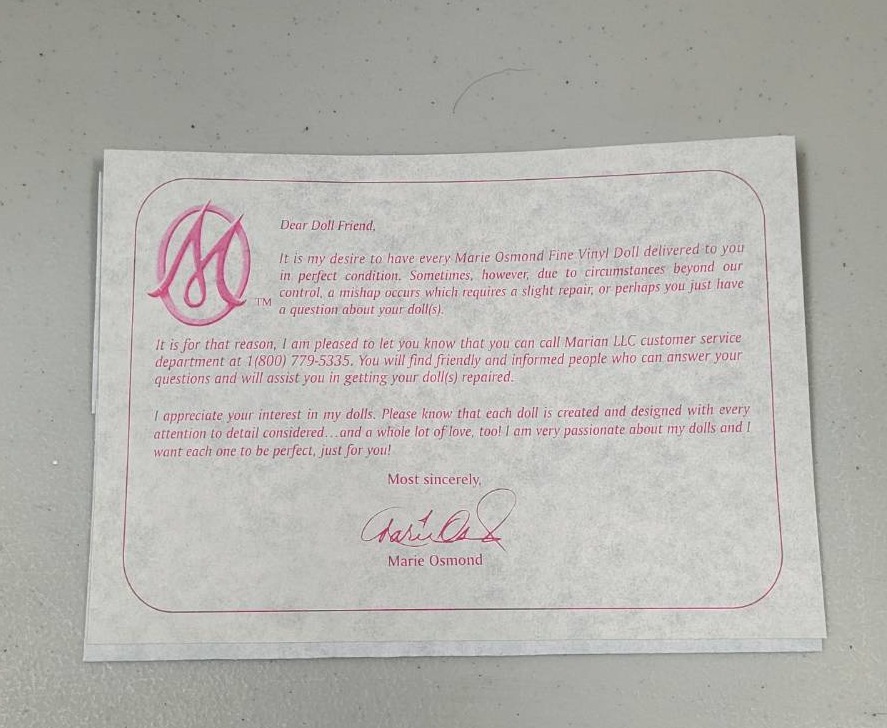 Dear Doll Friend,
It is my desire to have every Marie Osmond Fine Vinyl Doll delivered to you
in perfect condition. Sometimes, however, due to circumstances beyond our
control, a mishap occurs which requires a slight repair, or perhaps you just have
a question about your doll(s).
M
TM
It is for that reason, I am pleased to let you know that you can call Marian LLC customer service
department at 1(800) 779-5335. You will find friendly and informed people who can answer your
questions and will assist you in getting your doll(s) repaired.
I appreciate your interest in my dolls. Please know that each doll is created and designed with every
attention to detail considered...and a whole lot of love, too! I am very passionate about my dolls and I
want each one to be perfect, just for you!
Most sincerely,
Marie Osmond